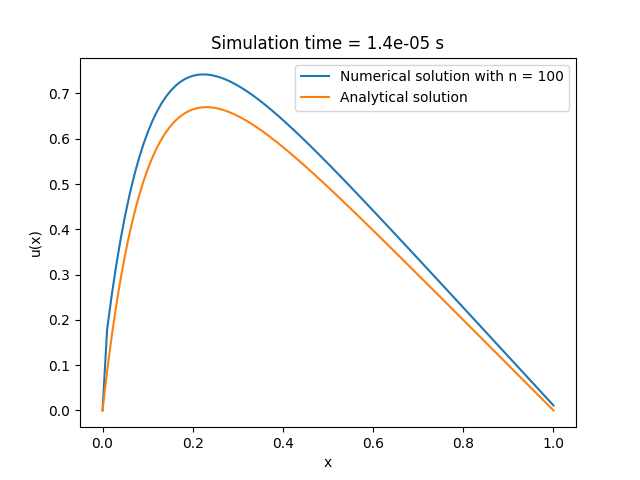 Simulation time = 1.4e-05 s
Numerical solution with n = 100
Analytical solution
u(x)
0.7
0.6
0.5
0.4
0.3
0.2
0.1
0.0
0.0 0.2 0.4 0.6 0.8 1.0
x